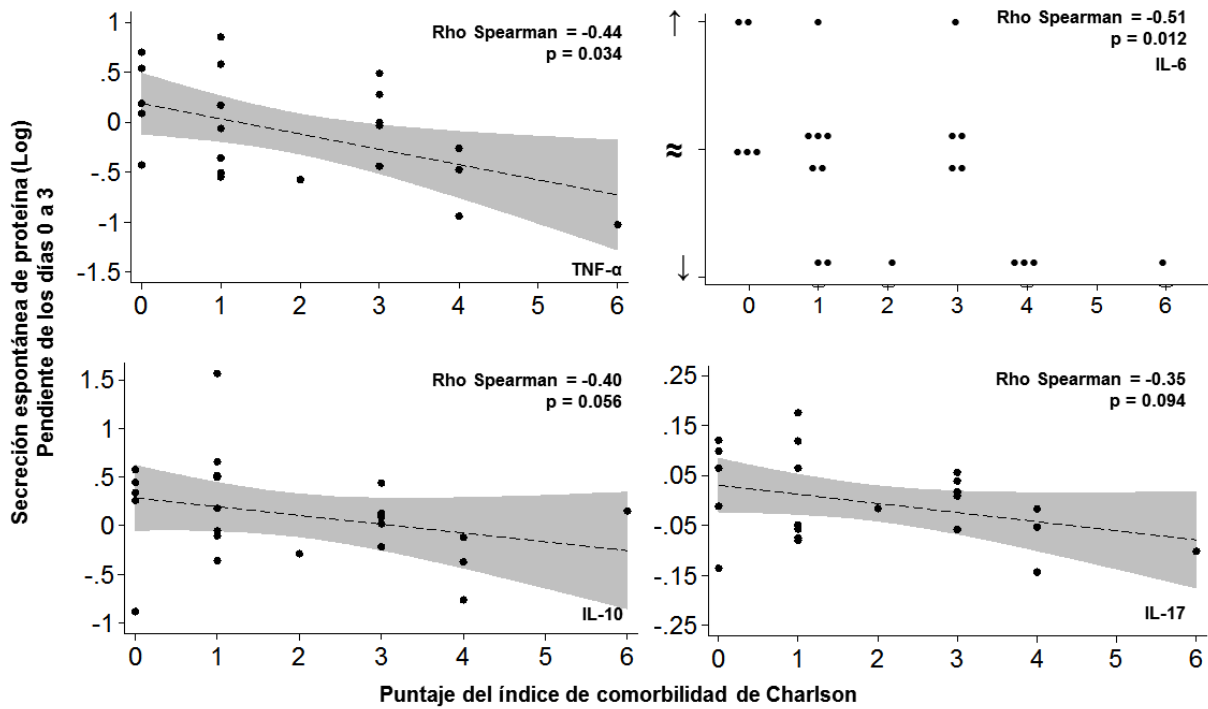 Secreción espontánea de proteína (Log)
Pendiente de los días 0 a 3
Rho Spearman = -0.44
p = 0.034
1
.5
0
-.5
-1
-1.5
TNF-α
0 1 2 3 4 5 6
Rho Spearman = -0.51
p = 0.012
IL-6
↑
≈
↓
0 1 2 3 4 5 6
Rho Spearman = -0.40
p = 0.056
1.5
1
.5
0
-.5
-1
IL-10
0 1 2 3 4 5 6
Rho Spearman = -0.35
p = 0.094
.25
.15
.05
-.05
-.15
-.25
IL-17
0 1 2 3 4 5 6
Puntaje del índice de comorbilidad de Charlson